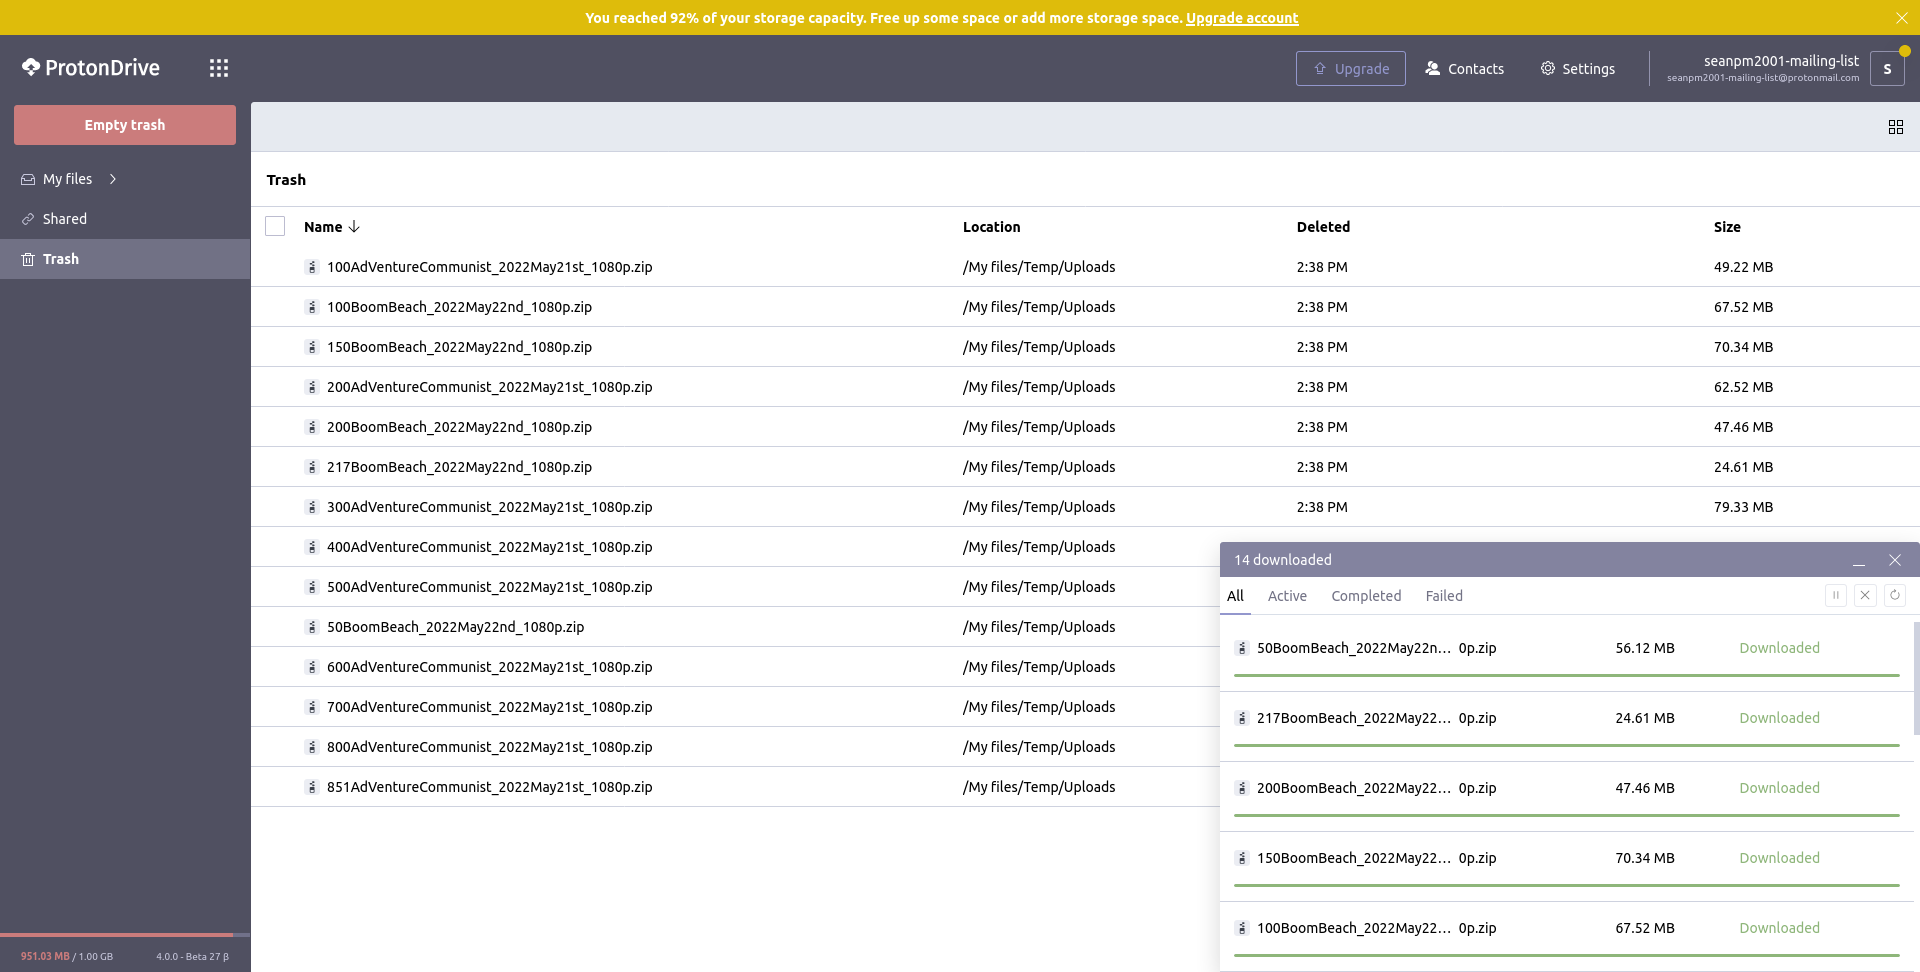 You reached 92% of your storage capacity. Free up some space or add more storage space. Upgrade account
ProtonDrive
Upgrade
Contacts
Settings
seanpm2001-mailing-list
seanpm2001-mailing-list@protonmail.com
S
Empty trash
My files
Shared
Trash
951.03 MB / 1.00 GB
4.0.0 - Beta 27 β
Trash
Name Location Deleted Size
100AdVentureCommunist_2022May21st_1080p.zip /My files/Temp/Uploads 2:38 PM 49.22 MB
100BoomBeach_2022May22nd_1080p.zip /My files/Temp/Uploads 2:38 PM 67.52 MB
150BoomBeach_2022May22nd_1080p.zip /My files/Temp/Uploads 2:38 PM 70.34 MB
200AdVentureCommunist_2022May21st_1080p.zip /My files/Temp/Uploads 2:38 PM 62.52 MB
200BoomBeach_2022May22nd_1080p.zip /My files/Temp/Uploads 2:38 PM 47.46 MB
217BoomBeach_2022May22nd_1080p.zip /My files/Temp/Uploads 2:38 PM 24.61 MB
300AdVentureCommunist_2022May21st_1080p.zip /My files/Temp/Uploads 2:38 PM 79.33 MB
400AdVentureCommunist_2022May21st_1080p.zip /My files/Temp/Uploads
500AdVentureCommunist_2022May21st_1080p.zip /My files/Temp/Uploads
50BoomBeach_2022May22nd_1080p.zip /My files/Temp/Uploads
600AdVentureCommunist_2022May21st_1080p.zip /My files/Temp/Uploads
700AdVentureCommunist_2022May21st_1080p.zip /My files/Temp/Uploads
800AdVentureCommunist_2022May21st_1080p.zip /My files/Temp/Uploads
851AdVentureCommunist_2022May21st_1080p.zip /My files/Temp/Uploads
14 downloaded
All Active Completed Failed
50BoomBeach_2022May22n… 0p.zip 56.12 MB Downloaded
217BoomBeach_2022May22… 0p.zip 24.61 MB Downloaded
200BoomBeach_2022May22… 0p.zip 47.46 MB Downloaded
150BoomBeach_2022May22… 0p.zip 70.34 MB Downloaded
100BoomBeach_2022May22… 0p.zip 67.52 MB Downloaded